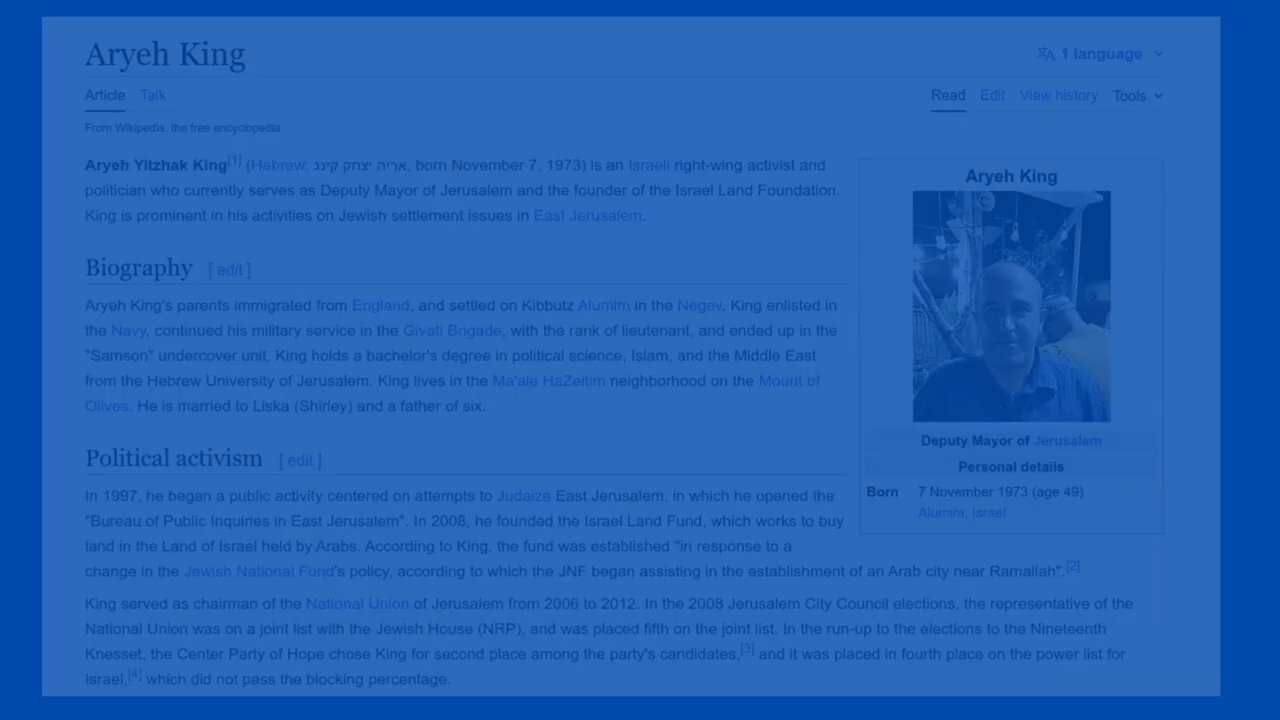 Aryeh King
1 language
Article Talk
Read Edit View history Tools
From Wikipedia, the free encyclopedia
Aryeh Yitzhak King[1] (Hebrew: אריה יצחק קינג, born November 7, 1973) is an Israeli right-wing activist and
politician who currently serves as Deputy Mayor of Jerusalem and the founder of the Israel Land Foundation.
King is prominent in his activities on Jewish settlement issues in East Jerusalem.
Biography [ edit ]
Aryeh King's parents immigrated from England, and settled on Kibbutz Alumim in the Negev. King enlisted in
the Navy, continued his military service in the Givati Brigade, with the rank of lieutenant, and ended up in the
"Samson" undercover unit. King holds a bachelor's degree in political science, Islam, and the Middle East
from the Hebrew University of Jerusalem. King lives in the Ma'ale HaZeitim neighborhood on the Mount of
Olives. He is married to Liska (Shirley) and a father of six.
Political activism [ edit ]
In 1997, he began a public activity centered on attempts to Judaize East Jerusalem, in which he opened the
"Bureau of Public Inquiries in East Jerusalem". In 2008, he founded the Israel Land Fund, which works to buy
land in the Land of Israel held by Arabs. According to King, the fund was established "in response to a
change in the Jewish National Fund's policy, according to which the JNF began assisting in the establishment of an Arab city near Ramallah".[2]
King served as chairman of the National Union of Jerusalem from 2006 to 2012. In the 2008 Jerusalem City Council elections, the representative of the
National Union was on a joint list with the Jewish House (NRP), and was placed fifth on the joint list. In the run-up to the elections to the Nineteenth
Knesset, the Center Party of Hope chose King for second place among the party's candidates,[3] and it was placed in fourth place on the power list for
Israel,[4] which did not pass the blocking percentage.
Aryeh King
Deputy Mayor of Jerusalem
Personal details
Born 7 November 1973 (age 49)
Alumim, Israel